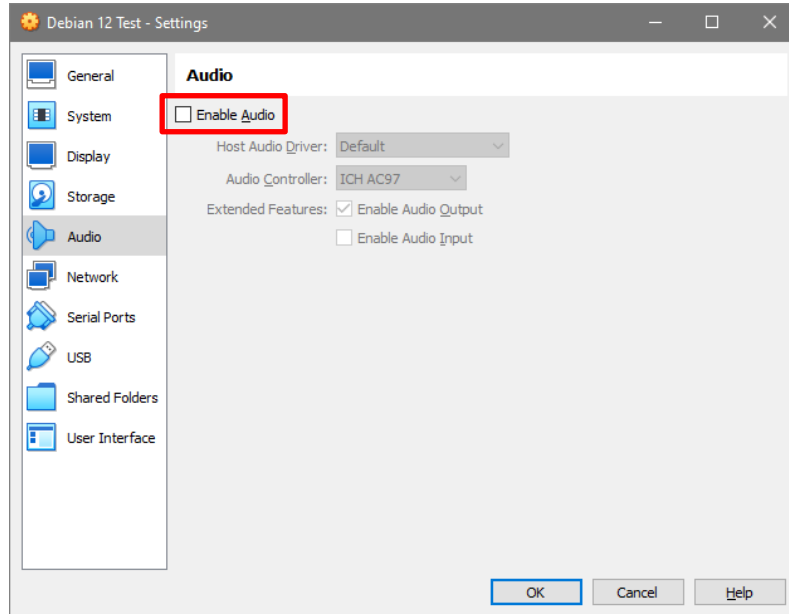 Debian 12 Test - Settings
General
System
Display
Storage
Audio
Network
Serial Ports
USB
Shared Folders
User Interface
Audio
Enable Audio
Host Audio Driver: Default
Audio Controller: ICH AC97
Extended Features: Enable Audio Output
Enable Audio Input
OK Cancel Help